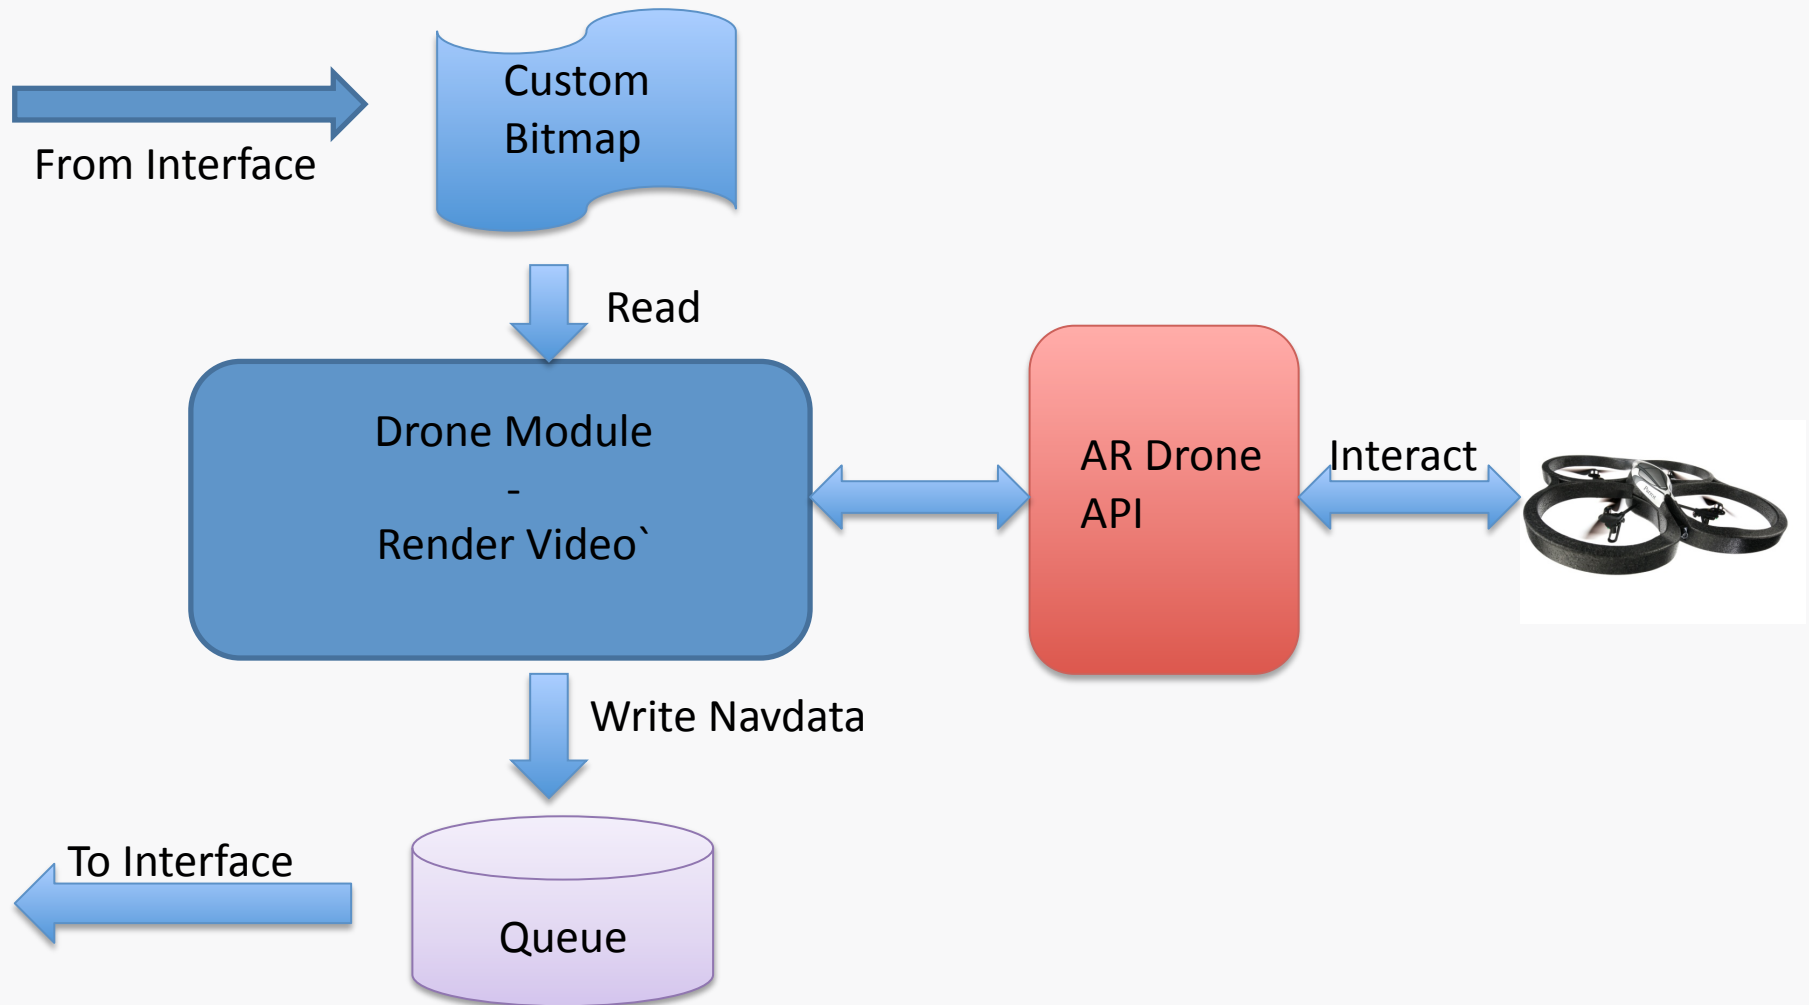 Custom
Bitmap
From Interface
Read
Drone Module
-
Render Video`
AR Drone
API
Interact
Write Navdata
To Interface
Queue